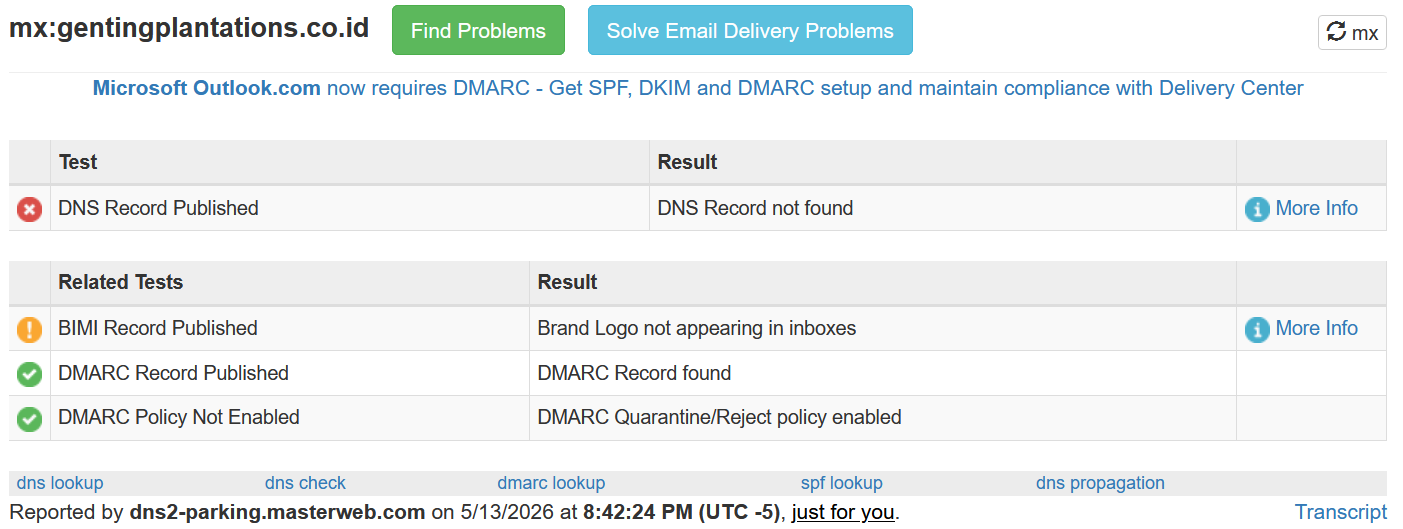 mx:gentingplantations.co.id Find Problems Solve Email Delivery Problems mx
Microsoft Outlook.com now requires DMARC - Get SPF, DKIM and DMARC setup and maintain compliance with Delivery Center
Test Result
DNS Record Published DNS Record not found More Info
Related Tests Result
BIMI Record Published Brand Logo not appearing in inboxes More Info
DMARC Record Published DMARC Record found
DMARC Policy Not Enabled DMARC Quarantine/Reject policy enabled
dns lookup dns check dmarc lookup spf lookup dns propagation
Reported by dns2-parking.masterweb.com on 5/13/2026 at 8:42:24 PM (UTC -5), just for you. Transcript